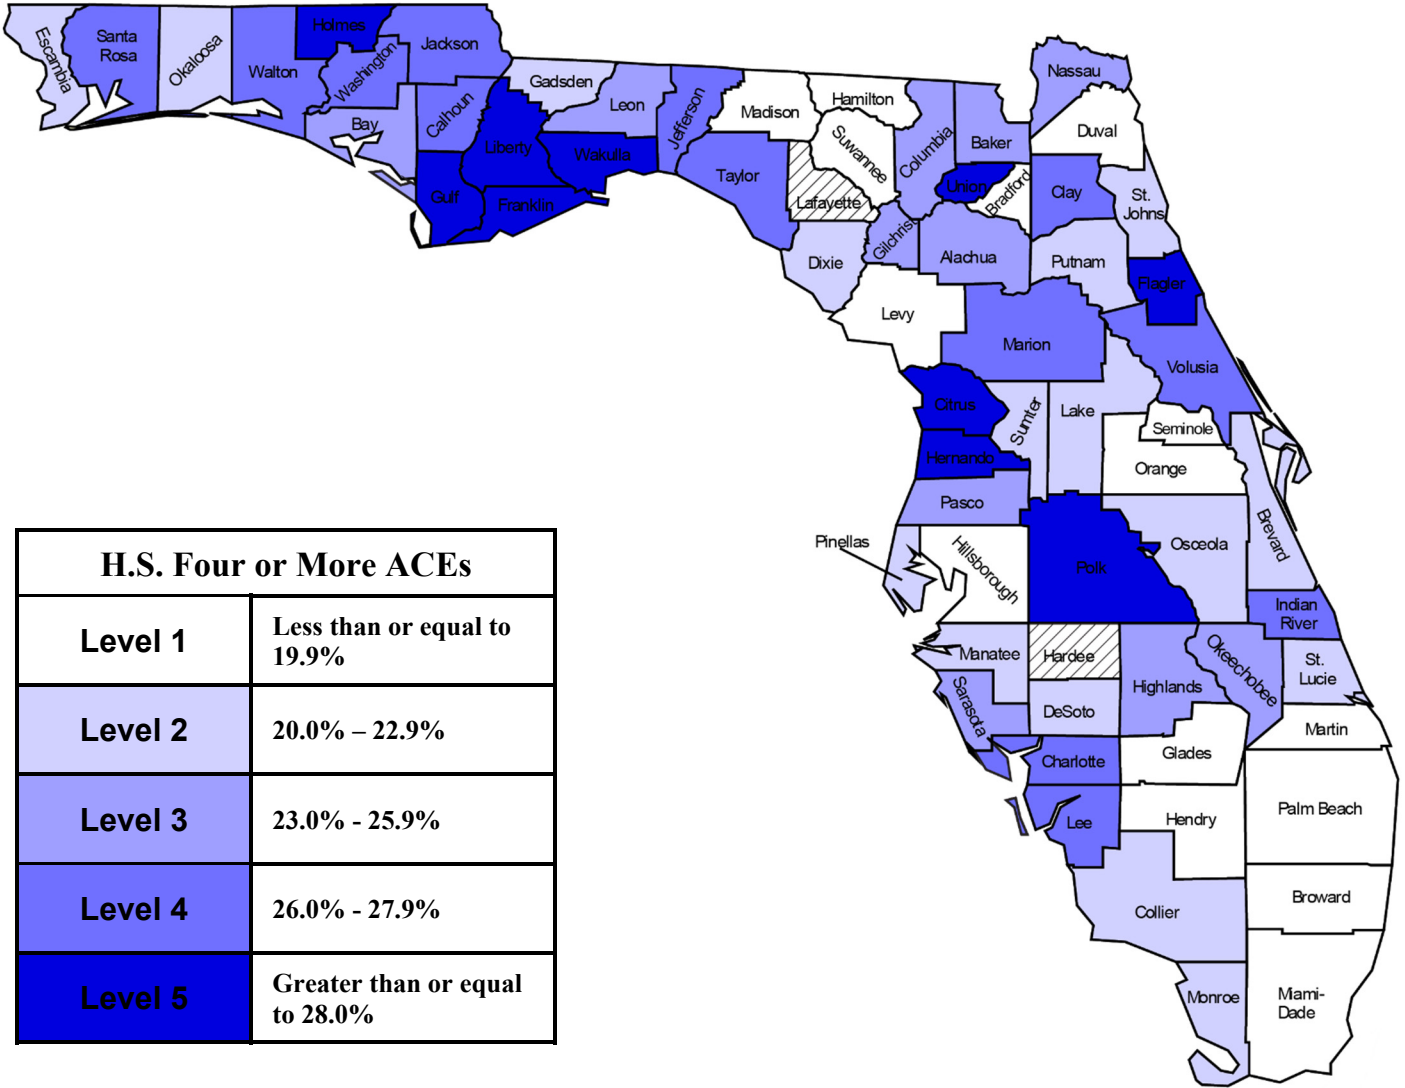 Escambia
Santa
Rosa
Okaloosa
Walton
Holmes
Washington
Jackson
Bay
Calhoun
Gulf
Liberty
Franklin
Gadsden
Leon
Wakulla
Jefferson
Madison
Taylor
Hamilton
Suwannee
Lafayette
Dixie
Columbia
Gilchrist
Baker
Union
Bradford
Alachua
Levy
Nassau
Duval
Clay
St.
Johns
Putnam
Flagler
Marion
Volusia
Citrus
Hernando
Sumter
Lake
Seminole
Orange
Pasco
Pinellas
Hillsborough
Polk
Osceola
Brevard
Indian
River
Manatee
Hardee
Highlands
Okeechobee
St.
Lucie
Sarasota
DeSoto
Martin
Charlotte
Glades
Lee
Hendry
Palm Beach
Collier
Broward
Monroe
Miami-
Dade
H.S. Four or More ACEs
Level 1
Less than or equal to
19.9%
Level 2
20.0% – 22.9%
Level 3
23.0% - 25.9%
Level 4
26.0% - 27.9%
Level 5
Greater than or equal
to 28.0%